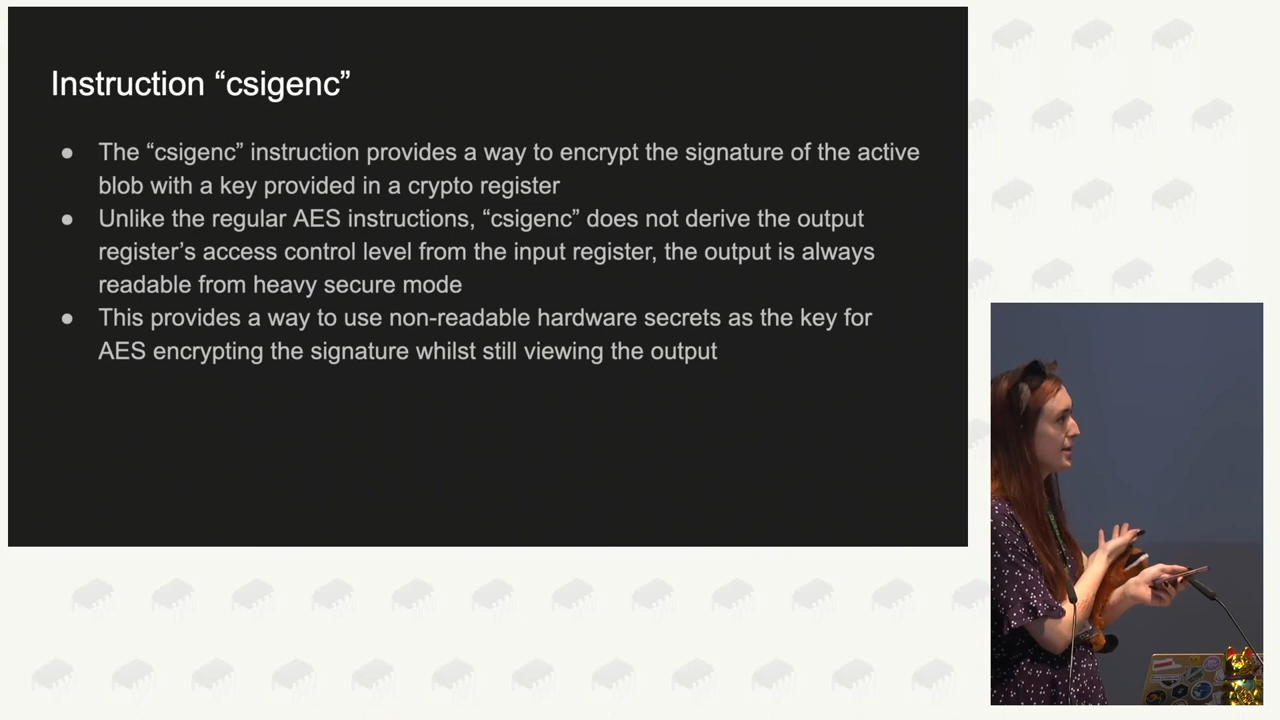 Instruction “csigenc”
● The “csigenc” instruction provides a way to encrypt the signature of the active
blob with a key provided in a crypto register
● Unlike the regular AES instructions, “csigenc” does not derive the output
register’s access control level from the input register, the output is always
readable from heavy secure mode
● This provides a way to use non-readable hardware secrets as the key for
AES encrypting the signature whilst still viewing the output